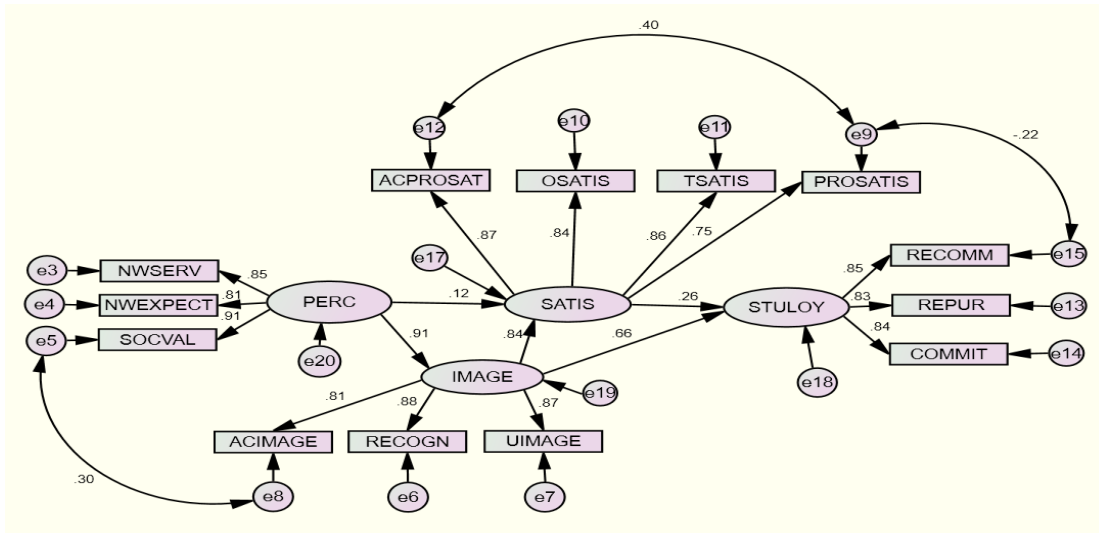 .40
e12
e10
e11
e9
-.22
ACPROSAT
OSATIS
TSATIS
PROSATIS
.87
.84
.86
.75
e17
e3
NWSERV
.85
RECOMM
e15
.85
e4
NWEXPECT
.81
PERC
.12
SATIS
.26
STULOY
.83
REPUR
e13
.91
e5
SOCVAL
.91
.84
.66
.84
COMMIT
e14
e20
IMAGE
e19
e18
.81
.88
.87
ACIMAGE
RECOGN
UIMAGE
.30
e8
e6
e7